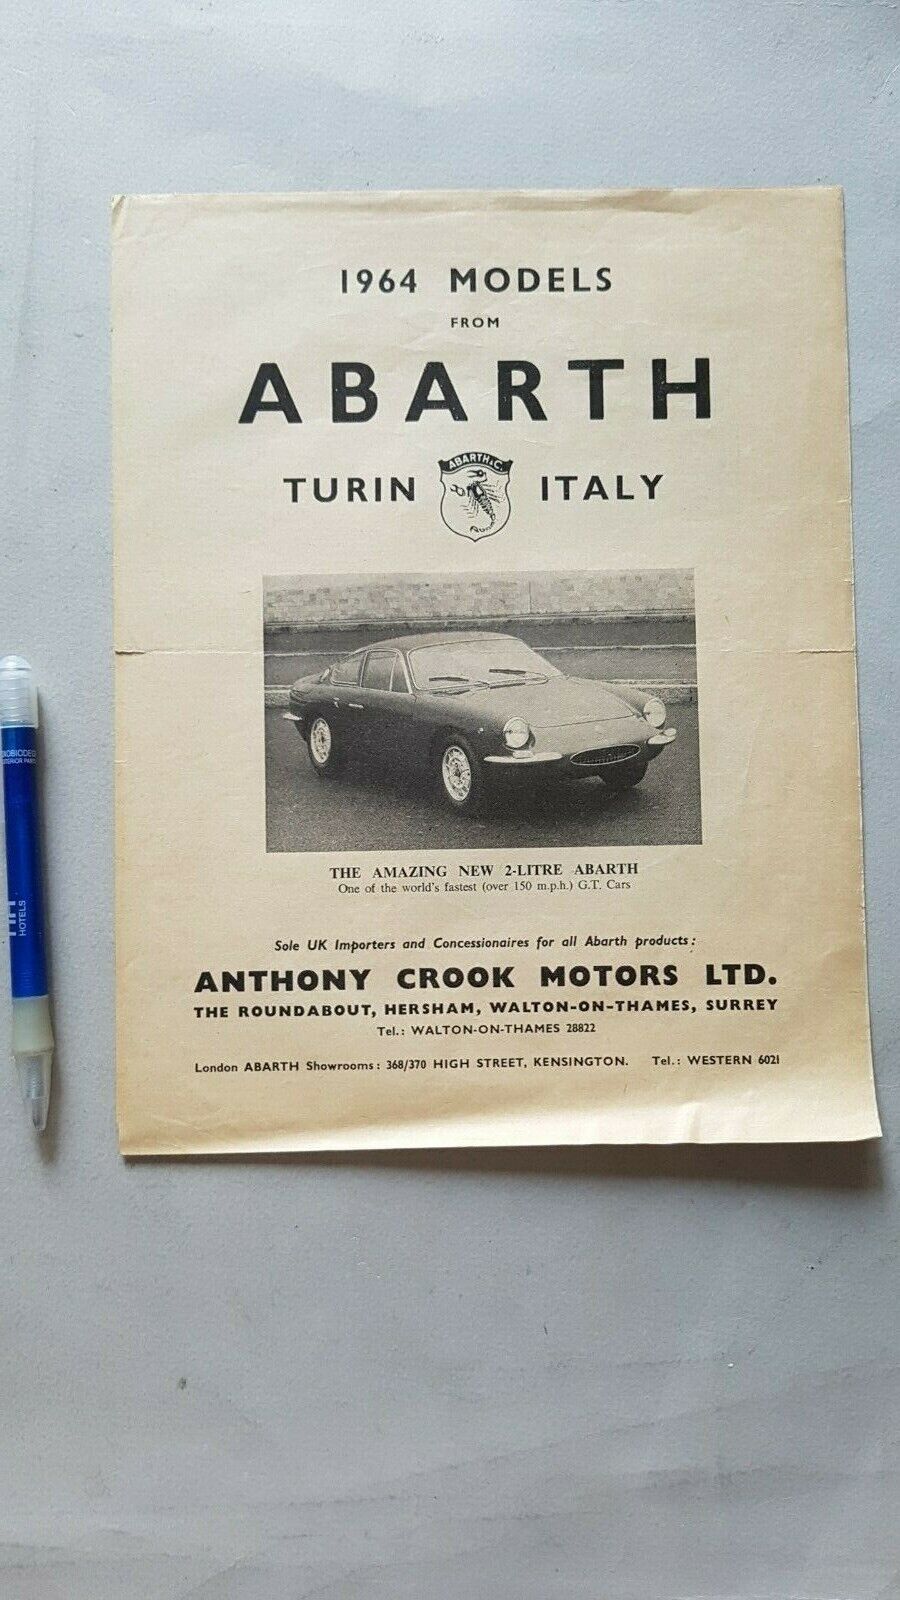 1964 MODELS
FROM
ABARTH
ABARTH & C.
TURIN ITALY
THE AMAZING NEW 2-LITRE ABARTH
One of the world's fastest (over 150 m.p.h.) G.T. Cars
Sole UK Importers and Concessionaires for all Abarth products:
ANTHONY CROOK MOTORS LTD.
THE ROUNDABOUT, HERSHAM, WALTON-ON-THAMES, SURREY
Tel.: WALTON-ON-THAMES 28822
London ABARTH Showrooms: 368/370 HIGH STREET, KENSINGTON. Tel.: WESTERN 6021
HOTELS